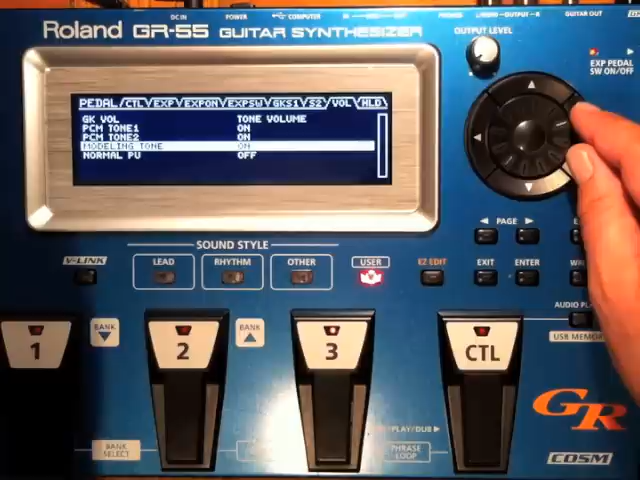 DC IN POWER COMPUTER PHONES OUTPUT GUITAR OUT
Roland GR-55 GUITAR SYNTHESIZER
OUTPUT LEVEL
EXP PEDAL
SW ON/OFF
PEDAL CTL EXP EXPON EXPSW GKS1 S2 VOL HLD
GK VOL TONE VOLUME
PCM TONE1 ON
PCM TONE2 ON
MODELING TONE ON
NORMAL PU OFF
PAGE
SOUND STYLE
V-LINK LEAD RHYTHM OTHER USER EZ EDIT EXIT ENTER
AUDIO
USB MEMORY
1 BANK 2 BANK 3 CTL
PLAY/DUB
BANK
SELECT
PHRASE
LOOP
GR
COSM